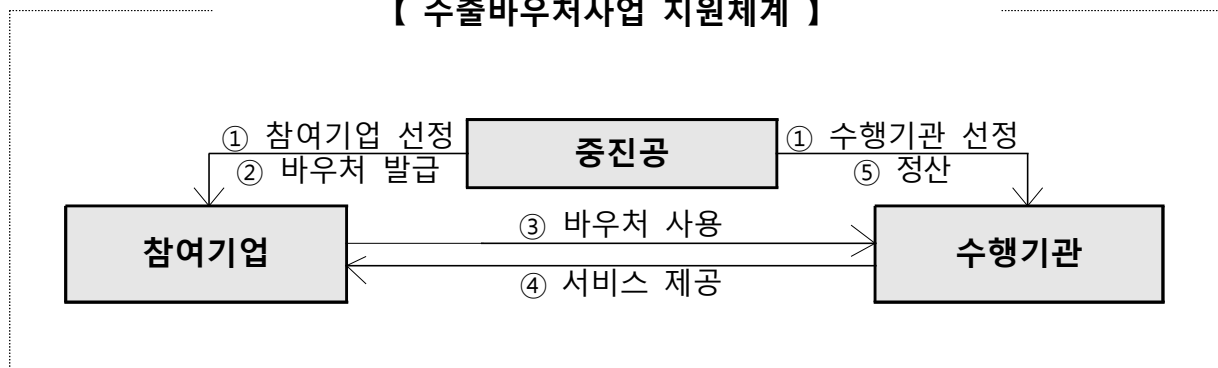 【 수출바우처사업 지원체계 】
① 참여기업 선정
② 바우처 발급
중진공
① 수행기관 선정
⑤ 정산
참여기업
③ 바우처 사용
④ 서비스 제공
수행기관